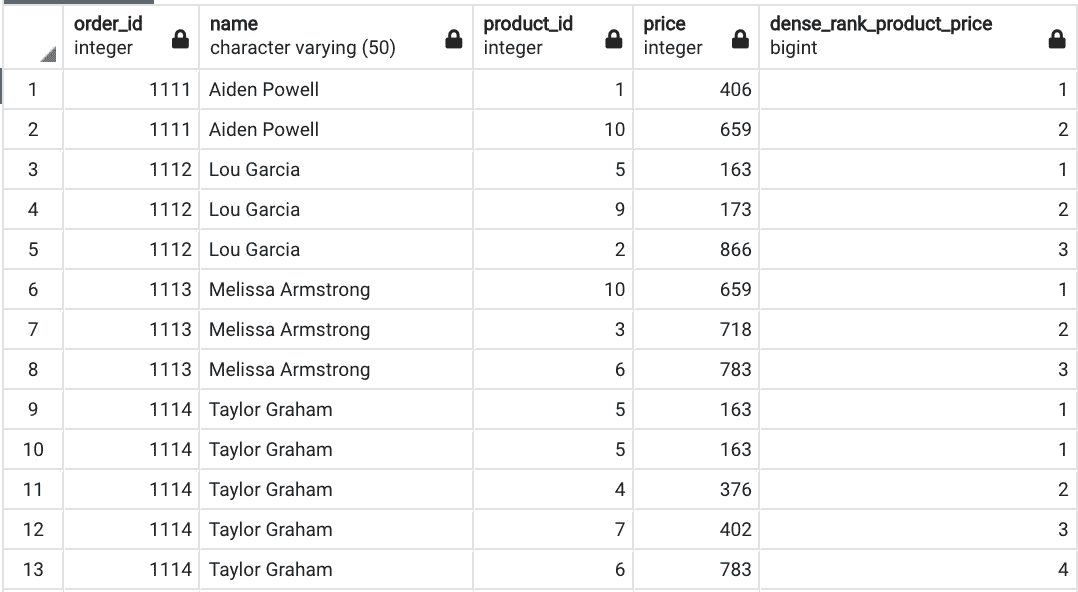 order_id name product_id price dense_rank_product_price
integer character varying (50) integer integer bigint
1 1111 Aiden Powell 1 406 1
2 1111 Aiden Powell 10 659 2
3 1112 Lou Garcia 5 163 1
4 1112 Lou Garcia 9 173 2
5 1112 Lou Garcia 2 866 3
6 1113 Melissa Armstrong 10 659 1
7 1113 Melissa Armstrong 3 718 2
8 1113 Melissa Armstrong 6 783 3
9 1114 Taylor Graham 5 163 1
10 1114 Taylor Graham 5 163 1
11 1114 Taylor Graham 4 376 2
12 1114 Taylor Graham 7 402 3
13 1114 Taylor Graham 6 783 4